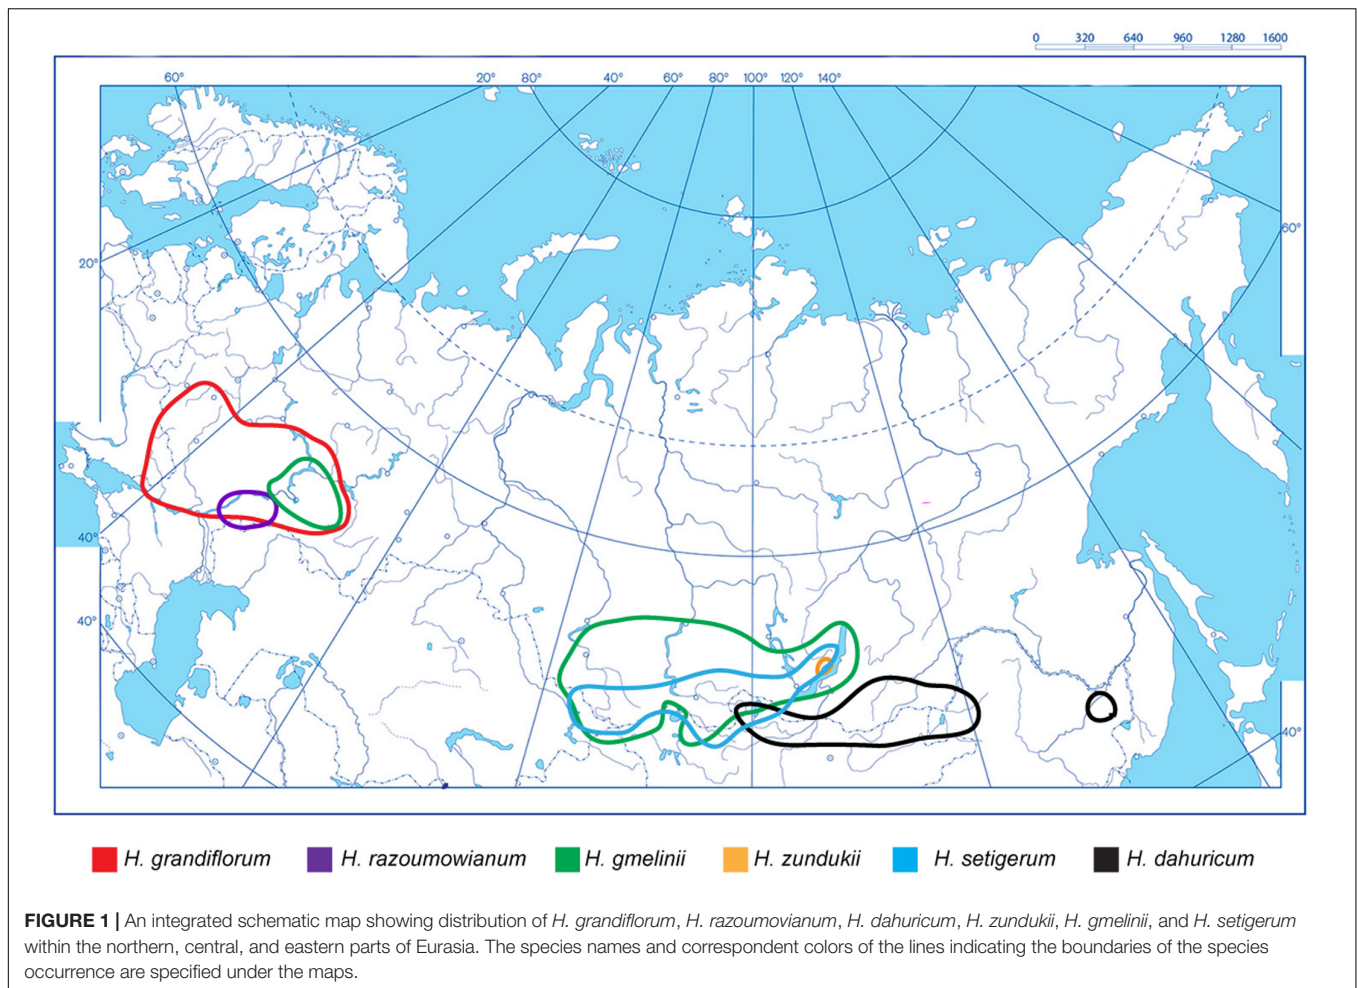 0 320 640 960 1280 1600
60° 20° 80° 40° 60° 80° 100° 120° 140°
60°
20°
40°
40°
40°
H. grandiflorum H. razoumowianum H. gmelinii H. zundukii H. setigerum H. dahuricum
FIGURE 1 | An integrated schematic map showing distribution of H. grandiflorum, H. razoumovianum, H. dahuricum, H. zundukii, H. gmelinii, and H. setigerum
within the northern, central, and eastern parts of Eurasia. The species names and correspondent colors of the lines indicating the boundaries of the species
occurrence are specified under the maps.